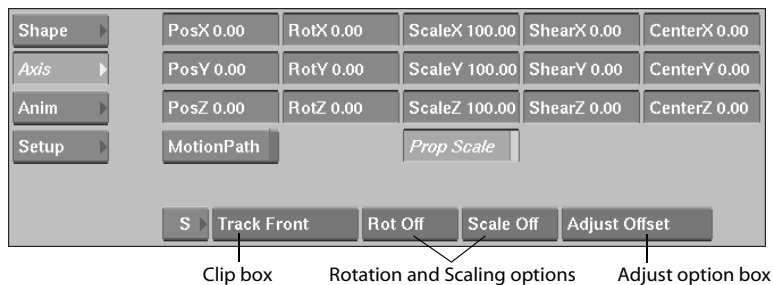 Shape PosX 0.00 RotX 0.00 ScaleX 100.00 ShearX 0.00 CenterX 0.00
Axis PosY 0.00 RotY 0.00 ScaleY 100.00 ShearY 0.00 CenterY 0.00
Anim PosZ 0.00 RotZ 0.00 ScaleZ 100.00 ShearZ 0.00 CenterZ 0.00
Setup MotionPath Prop Scale
S Track Front Rot Off Scale Off Adjust Offset
Clip box Rotation and Scaling options Adjust option box